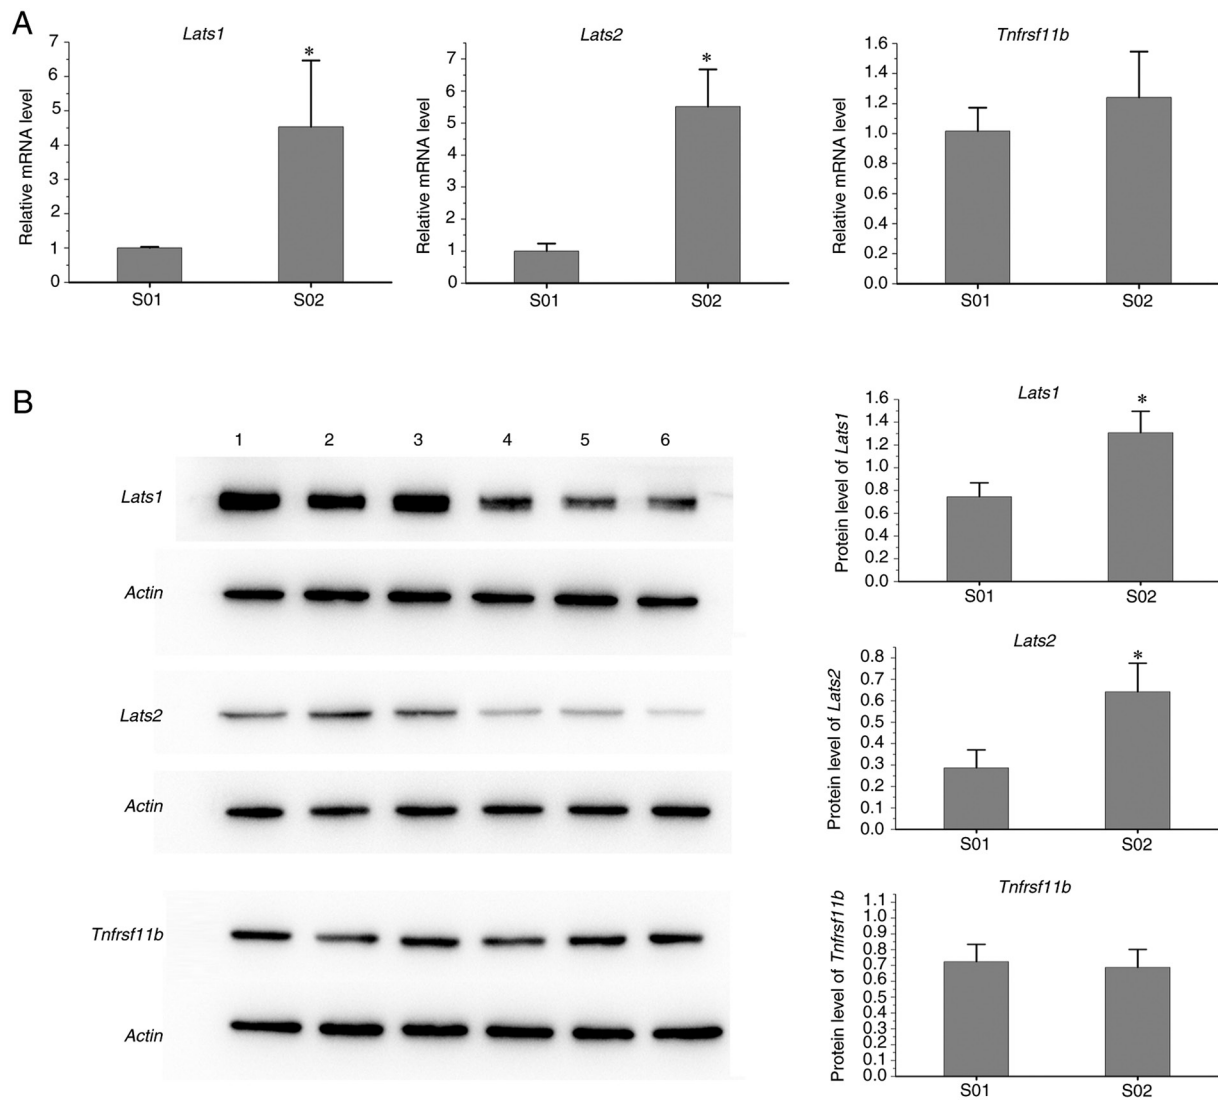 A
Lats1
Relative mRNA level
7
6
5
4
3
2
1
0
*
S01 S02
Lats2
Relative mRNA level
7
6
5
4
3
2
1
0
*
S01 S02
Tnfrsf11b
Relative mRNA level
1.6
1.4
1.2
1.0
0.8
0.6
0.4
0.2
0.0
S01 S02
B
1 2 3 4 5 6
Lats1
Actin
Lats2
Actin
Tnfrsf11b
Actin
Lats1
Protein level of Lats1
1.6
1.4
1.2
1.0
0.8
0.6
0.4
0.2
0.0
*
S01 S02
Lats2
Protein level of Lats2
0.8
0.7
0.6
0.5
0.4
0.3
0.2
0.1
0.0
*
S01 S02
Tnfrsf11b
Protein level of Tnfrsf11b
1.1
1.0
0.9
0.8
0.7
0.6
0.5
0.4
0.3
0.2
0.1
0.0
S01 S02